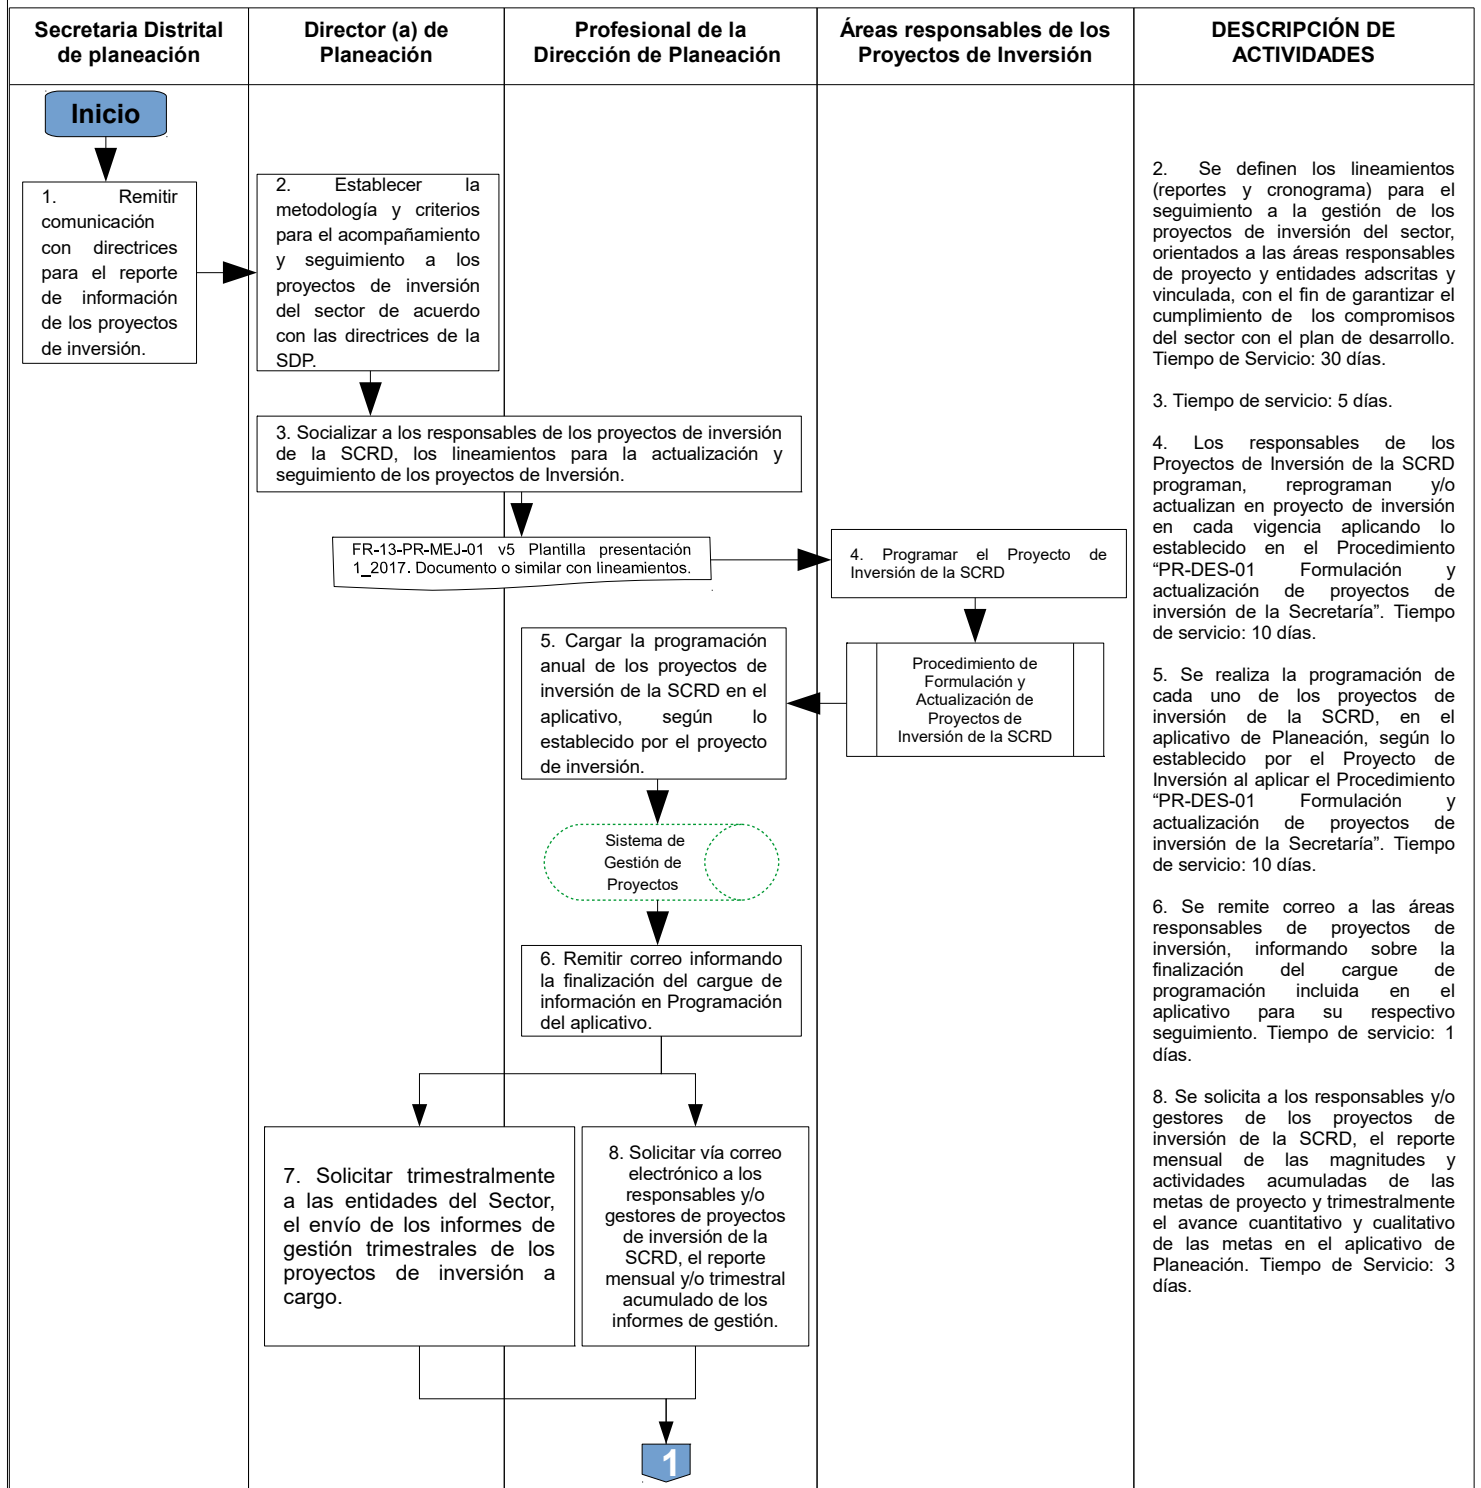 Secretaria Distrital
de planeación
Director (a) de
Planeación
Profesional de la
Dirección de Planeación
Áreas responsables de los
Proyectos de Inversión
DESCRIPCIÓN DE
ACTIVIDADES
Inicio
1. Remitir
comunicación
con directrices
para el reporte
de información
de los proyectos
de inversión.
2. Establecer la
metodología y criterios
para el acompañamiento
y seguimiento a los
proyectos de inversión
del sector de acuerdo
con las directrices de la
SDP.
3. Socializar a los responsables de los proyectos de inversión
de la SCRD, los lineamientos para la actualización y
seguimiento de los proyectos de Inversión.
FR-13-PR-MEJ-01 v5 Plantilla presentación
1_2017. Documento o similar con lineamientos.
4. Programar el Proyecto de
Inversión de la SCRD
Procedimiento de
Formulación y
Actualización de
Proyectos de
Inversión de la SCRD
5. Cargar la programación
anual de los proyectos de
inversión de la SCRD en el
aplicativo, según lo
establecido por el proyecto
de inversión.
Sistema de
Gestión de
Proyectos
6. Remitir correo informando
la finalización del cargue de
información en Programación
del aplicativo.
7. Solicitar trimestralmente
a las entidades del Sector,
el envío de los informes de
gestión trimestrales de los
proyectos de inversión a
cargo.
8. Solicitar vía correo
electrónico a los
responsables y/o
gestores de proyectos
de inversión de la
SCRD, el reporte
mensual y/o trimestral
acumulado de los
informes de gestión.
1
2. Se definen los lineamientos
(reportes y cronograma) para el
seguimiento a la gestión de los
proyectos de inversión del sector,
orientados a las áreas responsables
de proyecto y entidades adscritas y
vinculada, con el fin de garantizar el
cumplimiento de los compromisos
del sector con el plan de desarrollo.
Tiempo de Servicio: 30 días.
3. Tiempo de servicio: 5 días.
4. Los responsables de los
Proyectos de Inversión de la SCRD
programan, reprograman y/o
actualizan en proyecto de inversión
en cada vigencia aplicando lo
establecido en el Procedimiento
“PR-DES-01 Formulación y
actualización de proyectos de
inversión de la Secretaría”. Tiempo
de servicio: 10 días.
5. Se realiza la programación de
cada uno de los proyectos de
inversión de la SCRD, en el
aplicativo de Planeación, según lo
establecido por el Proyecto de
Inversión al aplicar el Procedimiento
“PR-DES-01 Formulación y
actualización de proyectos de
inversión de la Secretaría”. Tiempo
de servicio: 10 días.
6. Se remite correo a las áreas
responsables de proyectos de
inversión, informando sobre la
finalización del cargue de
programación incluida en el
aplicativo para su respectivo
seguimiento. Tiempo de servicio: 1
días.
8. Se solicita a los responsables y/o
gestores de los proyectos de
inversión de la SCRD, el reporte
mensual de las magnitudes y
actividades acumuladas de las
metas de proyecto y trimestralmente
el avance cuantitativo y cualitativo
de las metas en el aplicativo de
Planeación. Tiempo de Servicio: 3
días.